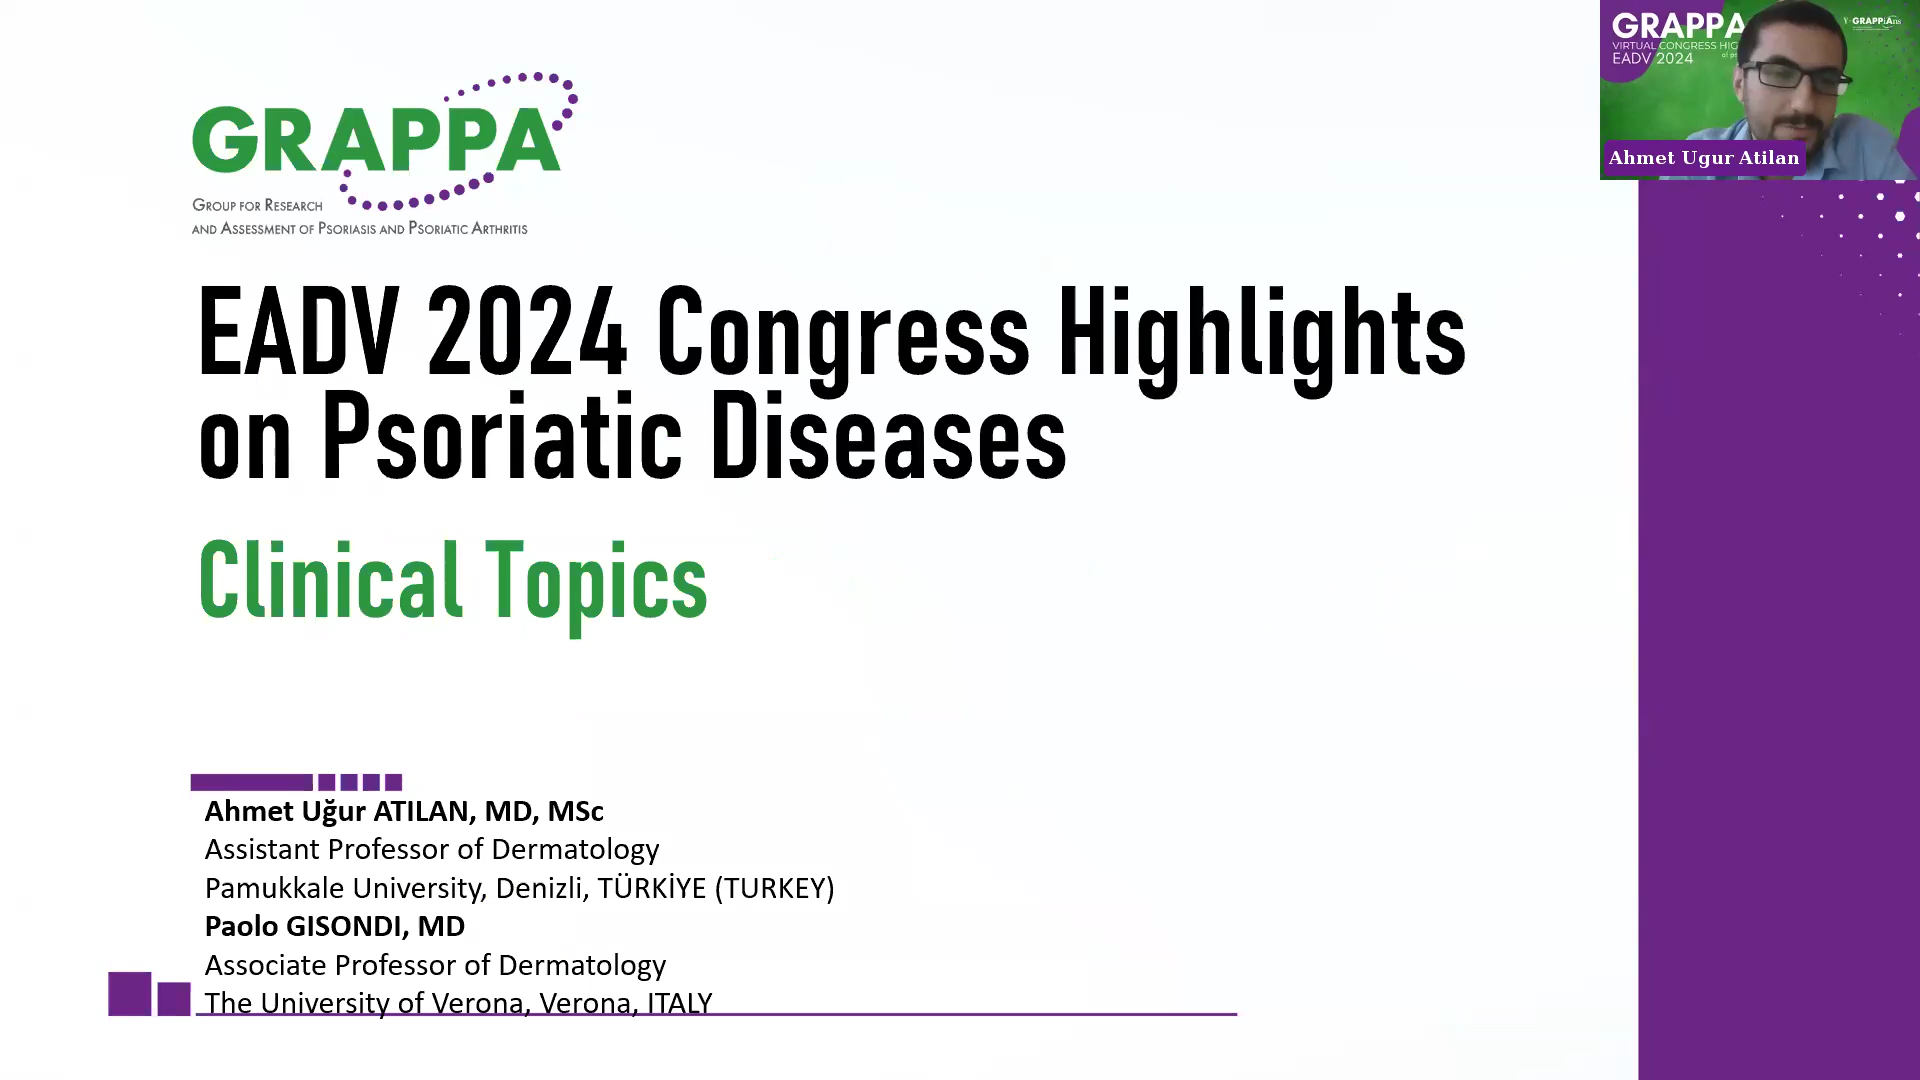 GRAPPA
GROUP FOR RESEARCH
AND ASSESSMENT OF PSORIASIS AND PSORIATIC ARTHRITIS
EADV 2024 Congress Highlights
on Psoriatic Diseases
Clinical Topics
Ahmet Uğur ATILAN, MD, MSc
Assistant Professor of Dermatology
Pamukkale University, Denizli, TÜRKİYE (TURKEY)
Paolo GISONDI, MD
Associate Professor of Dermatology
The University of Verona, Verona, ITALY
GRAPPA
VIRTUAL CONGRESS
EADV 2024
Ahmet Ugur Atilan